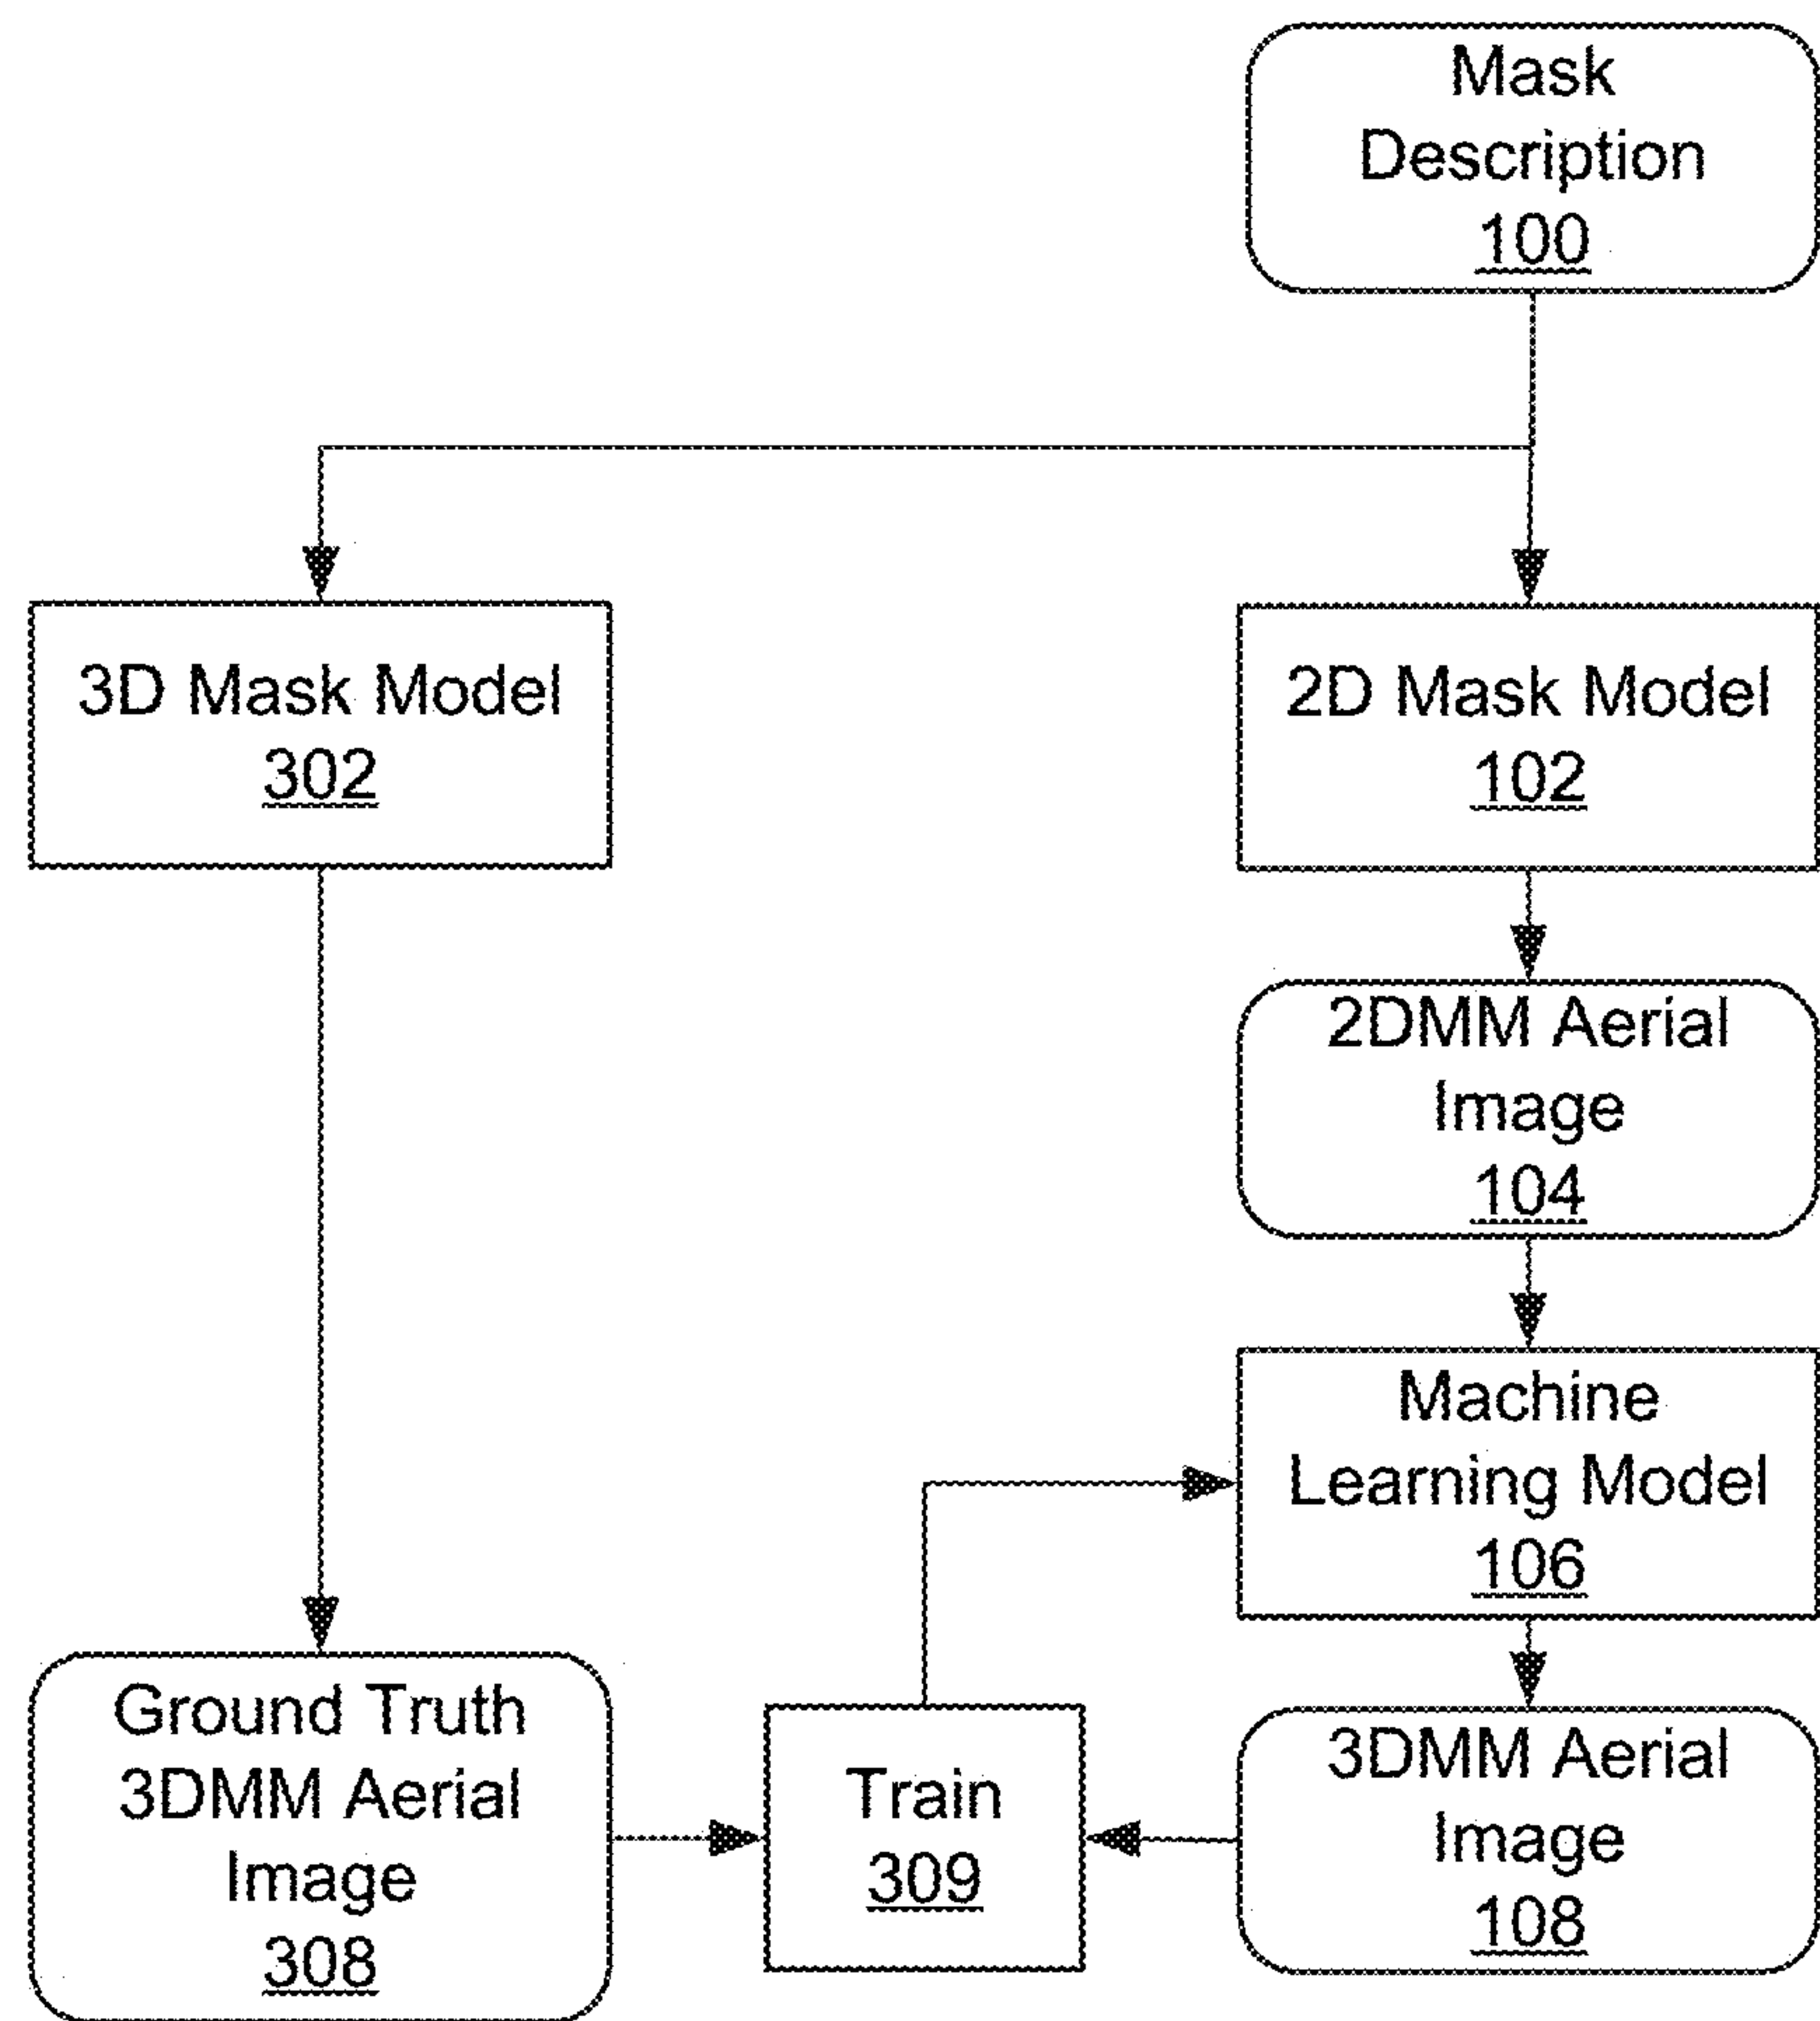 Mask
Description
100
3D Mask Model
302
2D Mask Model
102
2DMM Aerial
Image
104
Machine
Learning Model
106
Ground Truth
3DMM Aerial
Image
308
Train
309
3DMM Aerial
Image
108